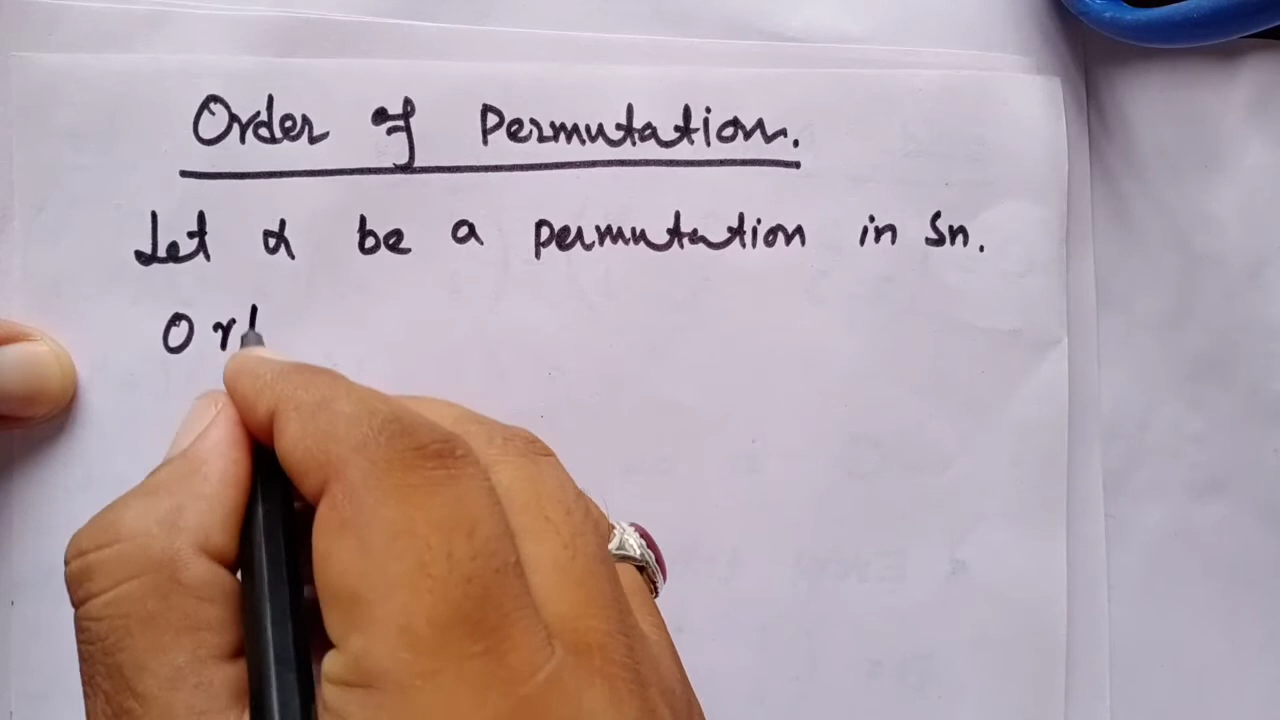 Order of Permutation.
Let α be a permutation in Sn.
Or